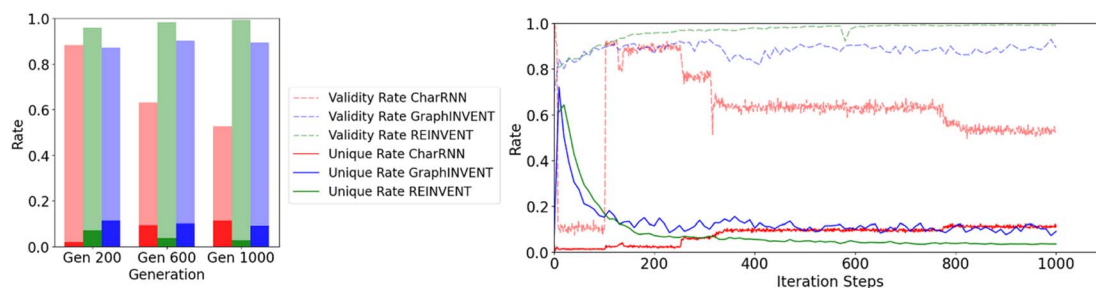 1.0
0.8
0.6
0.4
0.2
0.0
Rate
Gen 200 Gen 600 Gen 1000
Generation
Validity Rate CharRNN
Validity Rate GraphINVENT
Validity Rate REINVENT
Unique Rate CharRNN
Unique Rate GraphINVENT
Unique Rate REINVENT
1.0
0.8
0.6
0.4
0.2
0.0
Rate
0 200 400 600 800 1000
Iteration Steps